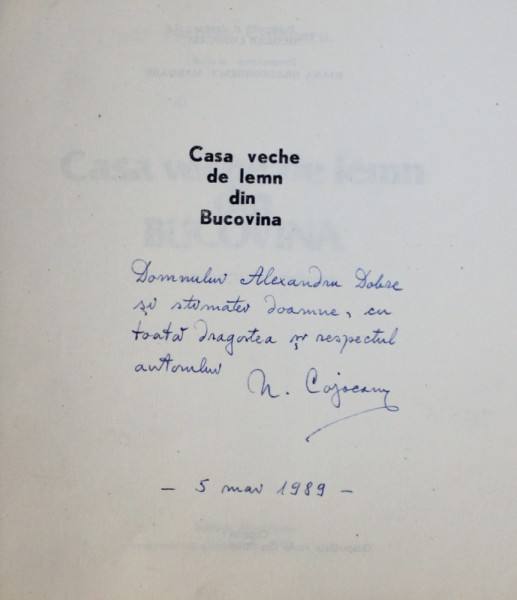 Casa veche
de lemn
din
Bucovina
Domnului Alexandru Dobre
și stimatei doamne, cu
toată dragostea și respectul
autorului N. Cojocaru
- 5 mai 1989 -